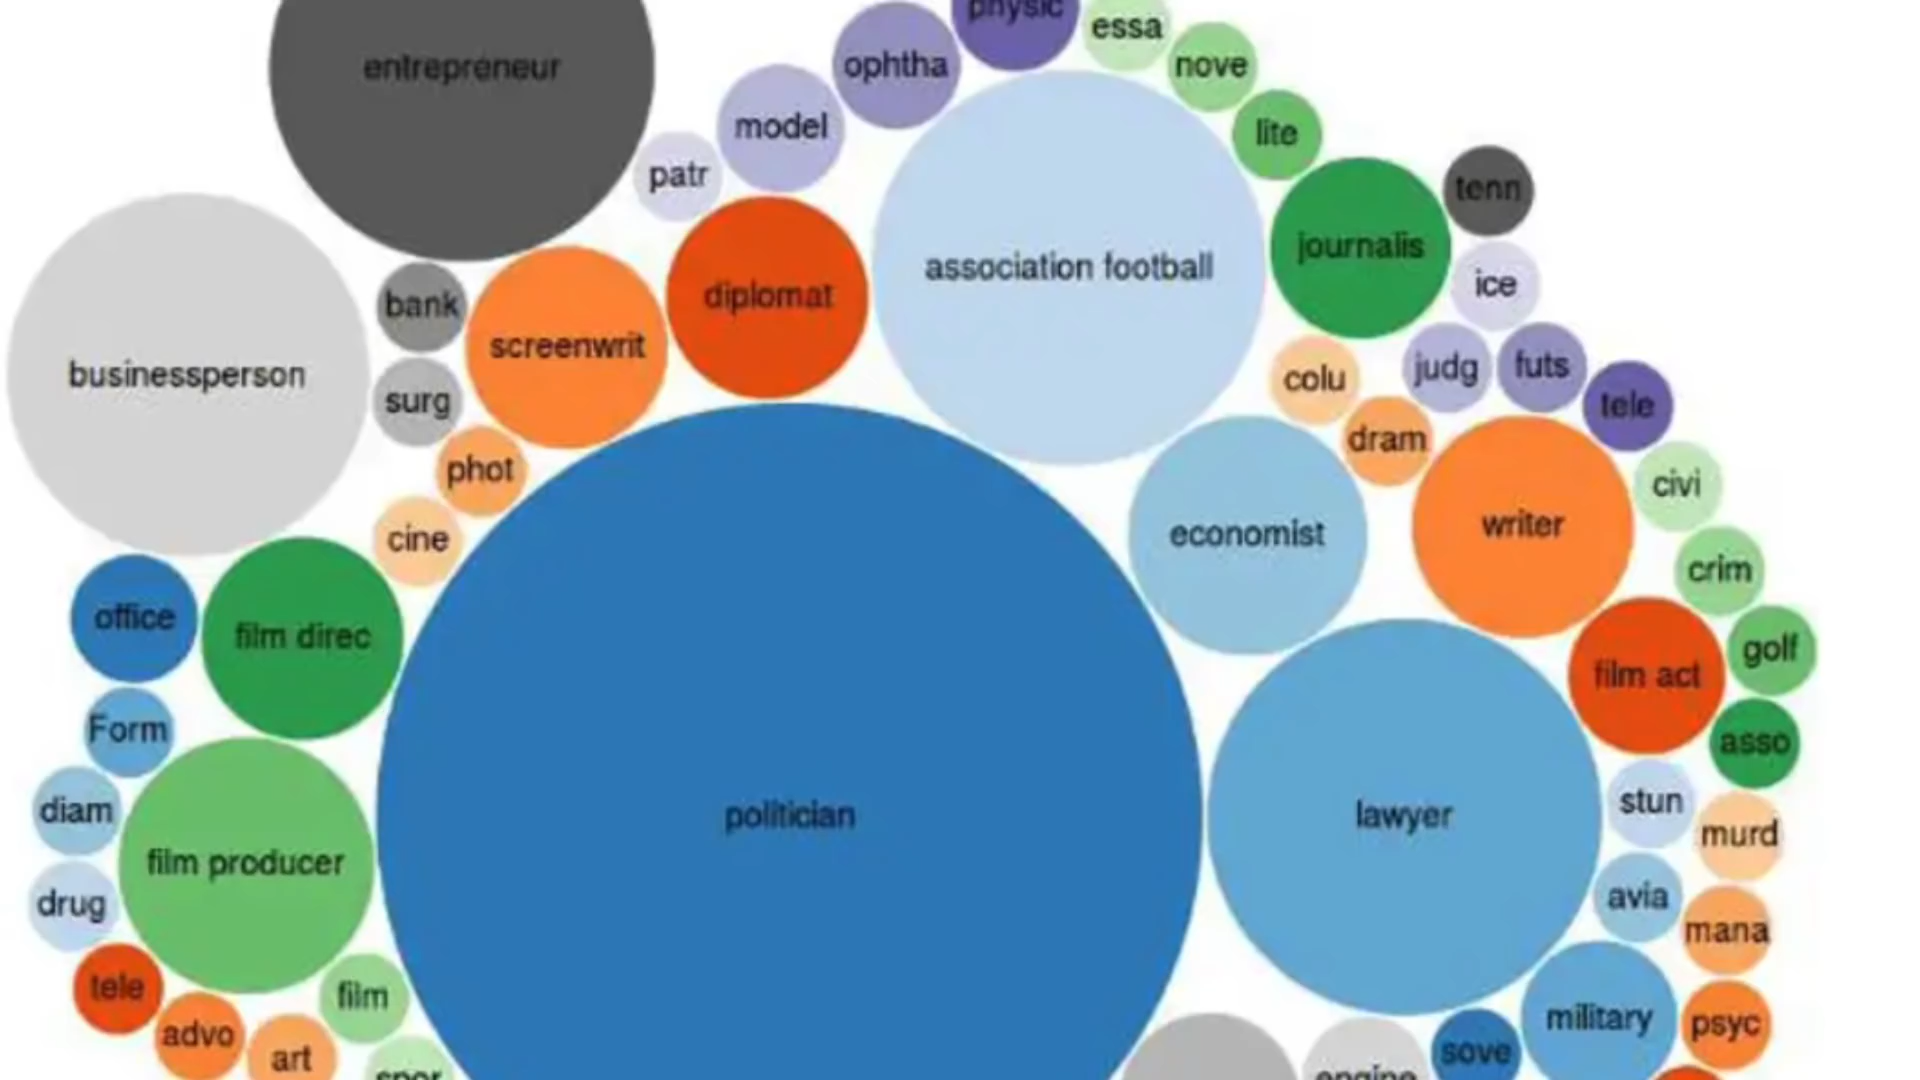 physic
essa
entrepreneur
ophtha
nove
model
lite
patr
tenn
journalis
association football
ice
diplomat
bank
screenwrit
judg
futs
businessperson
colu
surg
tele
dram
phot
civi
writer
economist
cine
crim
office
film direc
golf
film act
Form
asso
stun
diam
politician
lawyer
murd
film producer
avia
drug
mana
tele
film
military
psyc
advo
sove
art
spor
engine